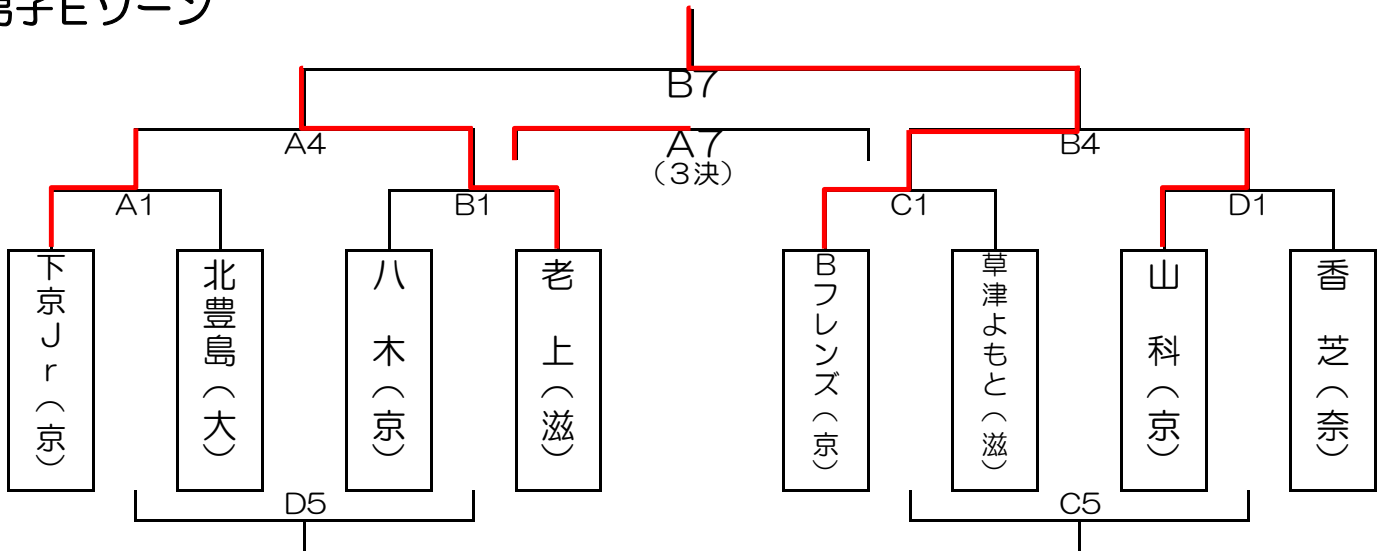 男子Eゾーン
B7
A4
A7
(3決)
B4
A1
B1
C1
D1
下京Jr(京)
北豊島(大)
八木(京)
老上(滋)
Bフレンズ(京)
草津よもと(滋)
山科(京)
香芝(奈)
D5
C5